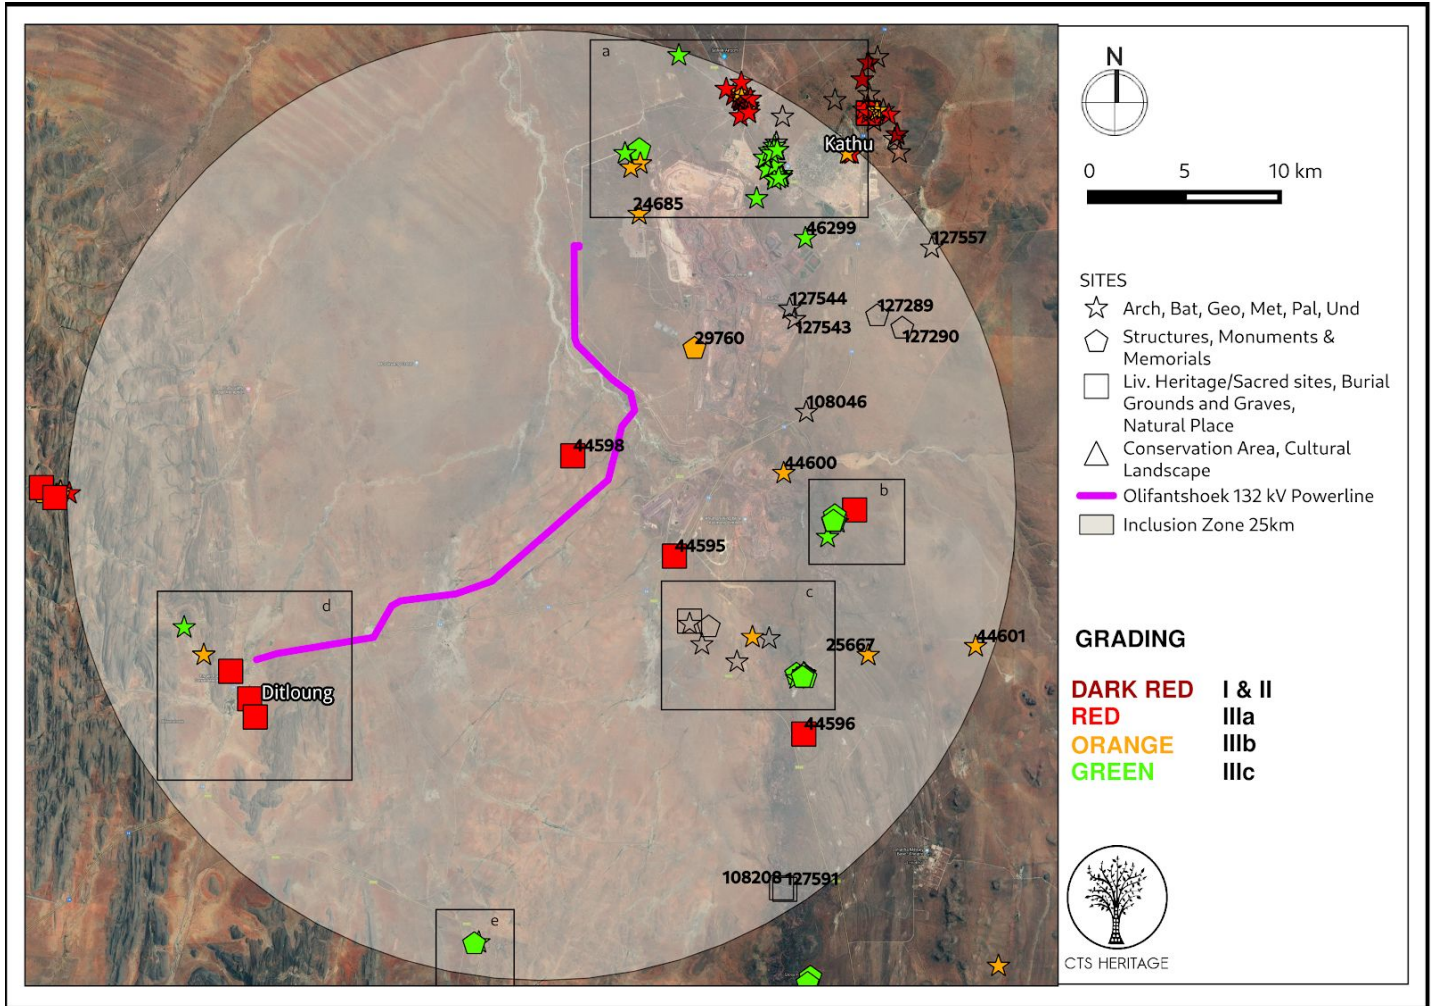 a
Kathu
24685
46299
127557
127544
127543
127289
127290
29760
108046
44598
44600
b
44595
c
d
25667
44601
Ditloung
44596
108208
127591
e
N
0 5 10 km
SITES
Arch, Bat, Geo, Met, Pal, Und
Structures, Monuments &
Memorials
Liv. Heritage/Sacred sites, Burial
Grounds and Graves,
Natural Place
Conservation Area, Cultural
Landscape
Olifantshoek 132 kV Powerline
Inclusion Zone 25km
GRADING
DARK RED I & II
RED IIIa
ORANGE IIIb
GREEN IIIc
CTS HERITAGE